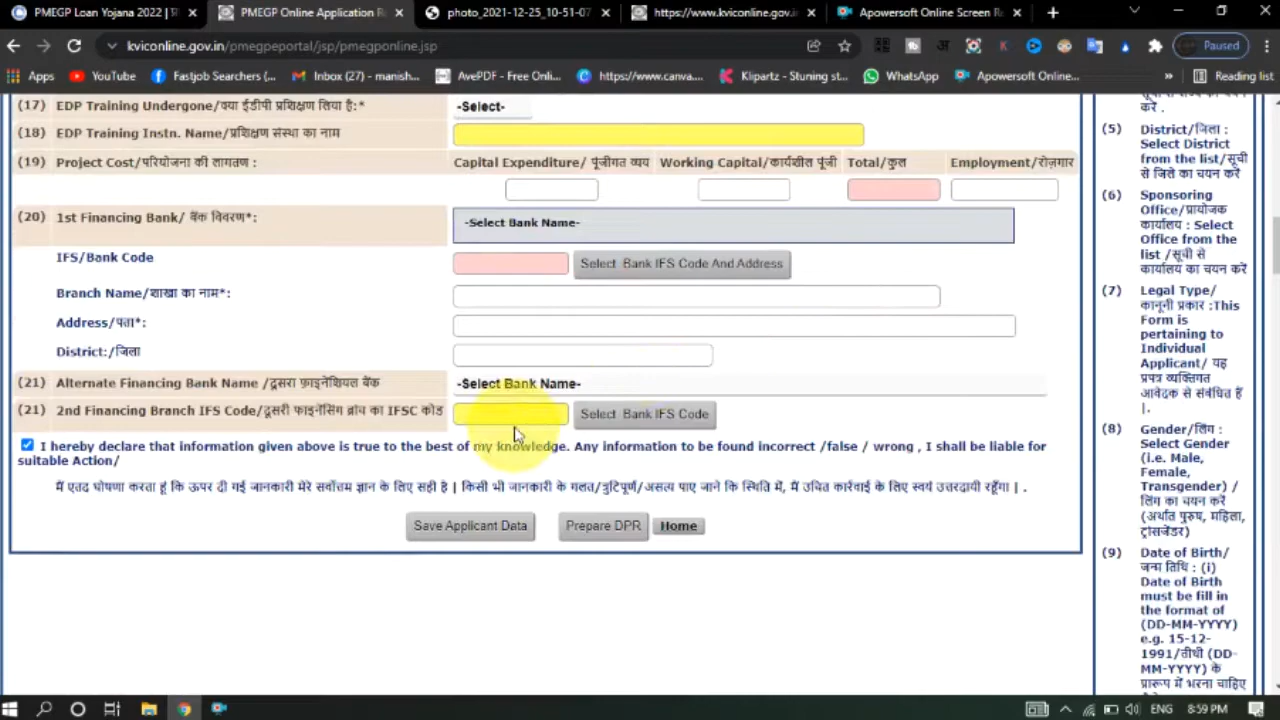 PMEGP Loan Yojana 2022 |
PMEGP Online Application R
photo_2021-12-25_10-51-07
https://www.kviconline.gov.in/
Apowersoft Online Screen R
kviconline.gov.in/pmegpeportal/jsp/pmegponline.jsp
Paused
Apps
YouTube
Fastjob Searchers (...
Inbox (27) - manish...
AvePDF - Free Onli...
https://www.canva....
Klipartz - Stuning st...
WhatsApp
Apowersoft Online...
»
Reading list
(17) EDP Training Undergone/क्या ईडीपी प्रशिक्षण लिया है:* -Select-
(18) EDP Training Instn. Name/प्रशिक्षण संस्था का नाम
(19) Project Cost/परियोजना की लागतण : Capital Expenditure/ पूंजीगत व्यय Working Capital/कार्यशील पूंजी Total/कुल Employment/रोज़गार
(20) 1st Financing Bank/ बैंक विवरण*: -Select Bank Name-
IFS/Bank Code Select Bank IFS Code And Address
Branch Name/शाखा का नाम*:
Address/पता*:
District:/जिला
(21) Alternate Financing Bank Name /दूसरा फ़ाइनेंशियल बैंक -Select Bank Name-
(21) 2nd Financing Branch IFS Code/दूसरी फाइनेंसिंग ब्रांच का IFSC कोड Select Bank IFS Code
I hereby declare that information given above is true to the best of my knowledge. Any information to be found incorrect /false / wrong , I shall be liable for
suitable Action/
मैं एतद घोषणा करता हूं कि ऊपर दी गई जानकारी मेरे सर्वोत्तम ज्ञान के लिए सही है | किसी भी जानकारी के गलत/त्रुटिपूर्ण/असत्य पाए जाने कि स्थिति में, मैं उचित कार्रवाई के लिए स्वयं उत्तरदायी रहूँगा | .
Save Applicant Data Prepare DPR Home
करें .
(5) District/जिला :
Select District
from the list/सूची
से जिले का चयन
करें
(6) Sponsoring
Office/प्रायोजक
कार्यालय : Select
Office from the
list /सूची से
कार्यालय का चयन
करें
(7) Legal Type/
कानूनी प्रकार :This
Form is
pertaining to
Individual
Applicant/ यह
प्रपत्र व्यक्तिगत
आवेदक से संबंधित हैं
|.
(8) Gender/लिंग :
Select Gender
(i.e. Male,
Female,
Transgender) /
लिंग का चयन करें
(अर्थात पुरुष, महिला,
ट्रांसजेंडर)
(9) Date of Birth/
जन्म तिथि : (i)
Date of Birth
must be fill in
the format of
(DD-MM-YYYY)
e.g. 15-12-
1991/तीथी (DD-
MM-YYYY) के
प्रारूप में भरना चाहिए
ENG 8:59 PM